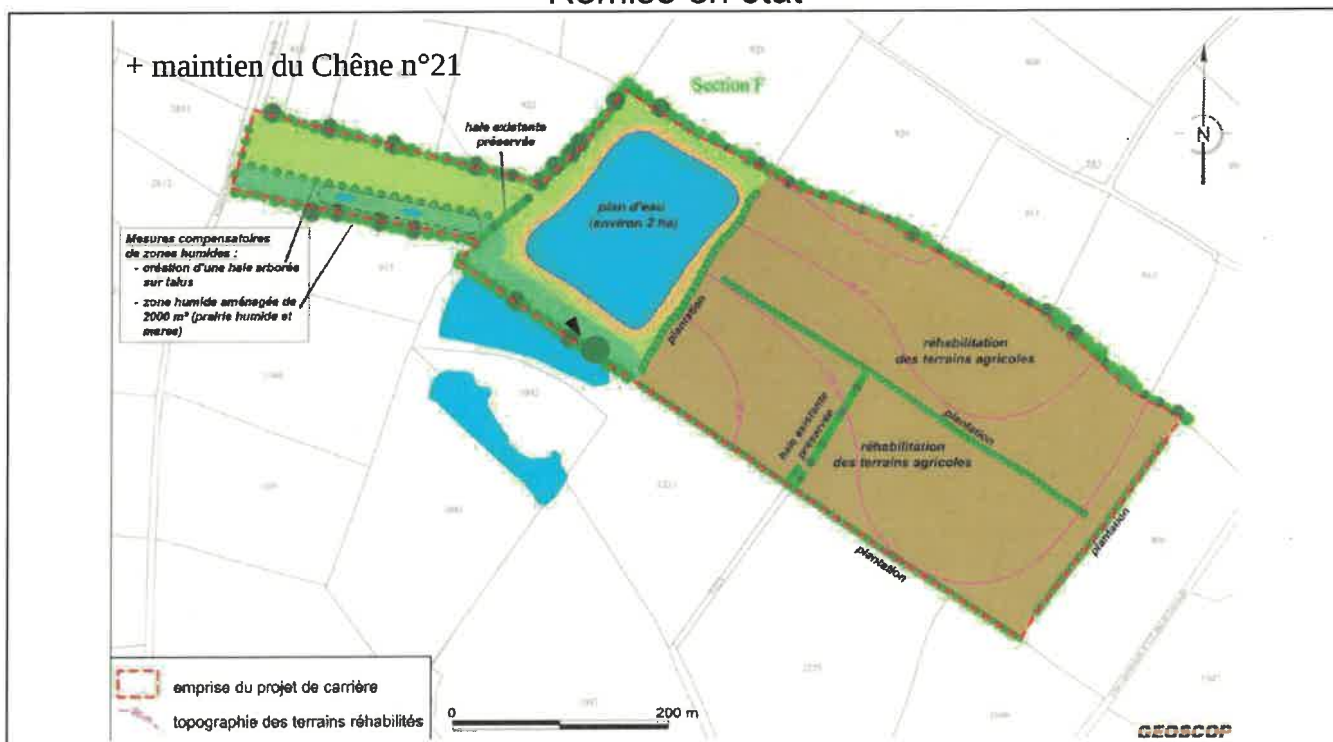 Remise en état
+ maintien du Chêne n°21
Section F
haie existante
préservée
N
plan d'eau
(environ 2 ha)
Mesures compensatoires
de zones humides :
- création d'une haie arborée
sur talus
- zone humide aménagée de
2000 m² (prairie humide et
mares)
plantation
réhabilitation
des terrains agricoles
haie existante
préservée
plantation
réhabilitation
des terrains agricoles
plantation
plantation
emprise du projet de carrière
topographie des terrains réhabilités
0 200 m
GEOSCOP